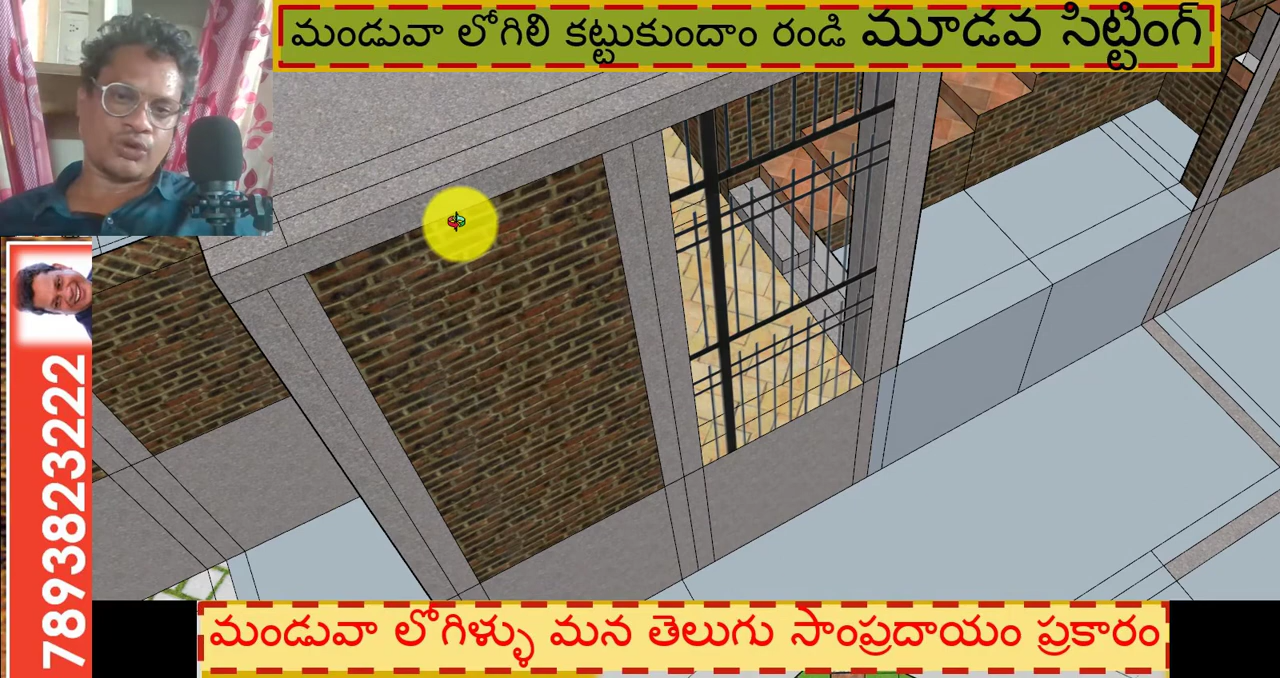 మండువా లోగిలి కట్టుకుందాం రండి మూడవ సిట్టింగ్
7893823222
మండువా లోగిళ్ళు మన తెలుగు సాంప్రదాయం ప్రకారం